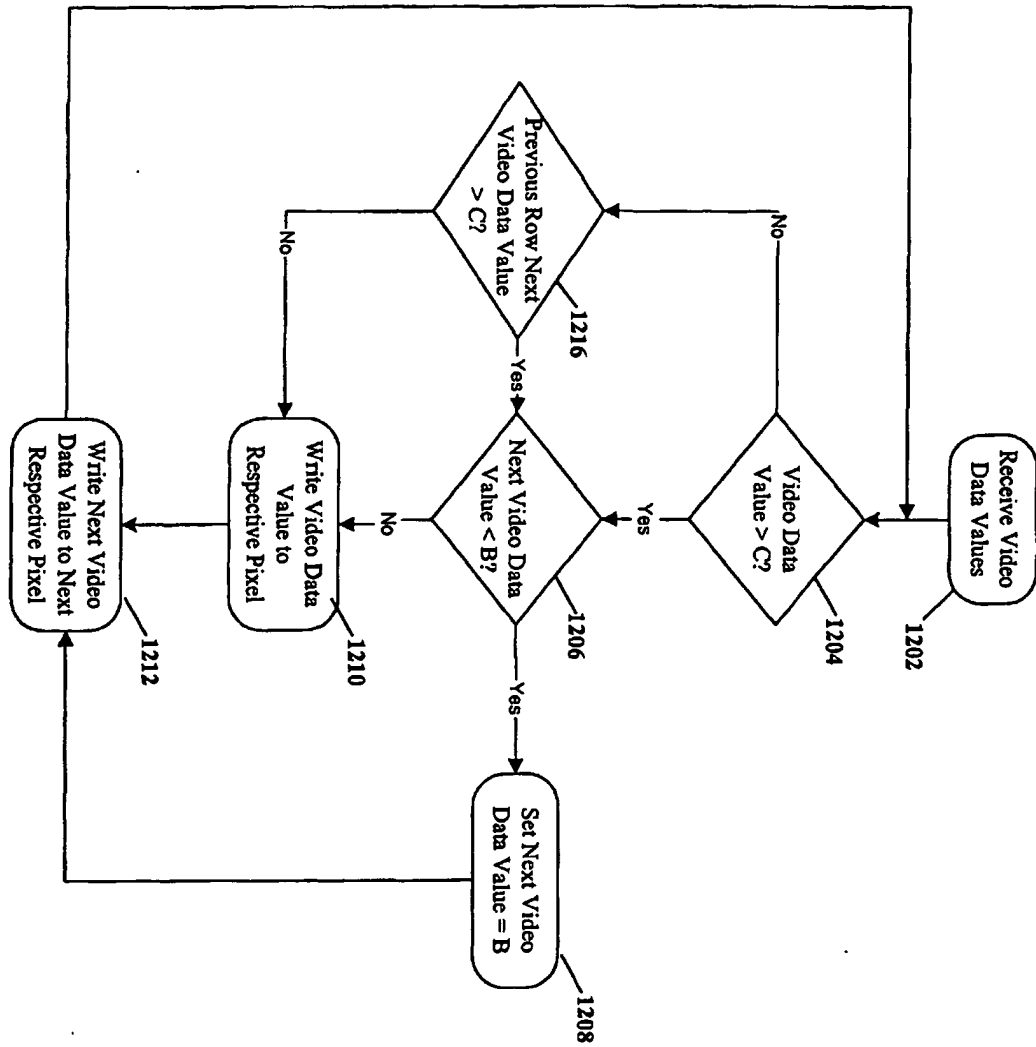 Receive Video
Data Values
1202
Video Data
Value > C?
1204
No
Yes
Previous Row Next
Video Data Value
> C?
1216
Yes
No
Next Video Data
Value < B?
1206
Yes
No
Set Next Video
Data Value = B
1208
Write Video Data
Value to
Respective Pixel
1210
Write Next Video
Data Value to Next
Respective Pixel
1212